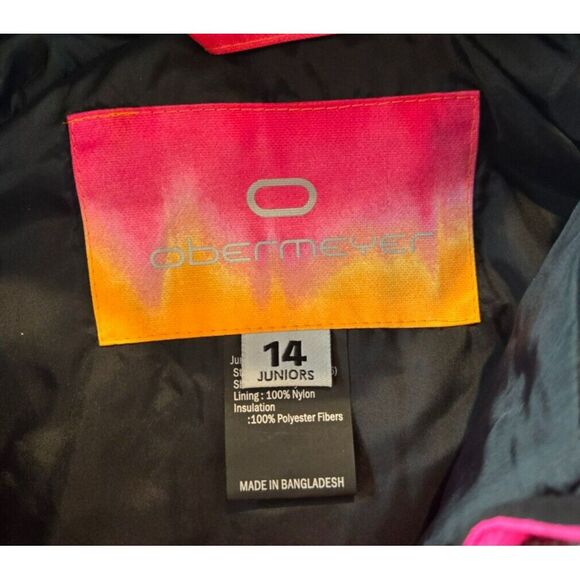 obermeyer
14
JUNIORS
Lining : 100% Nylon
Insulation
:100% Polyester Fibers
MADE IN BANGLADESH